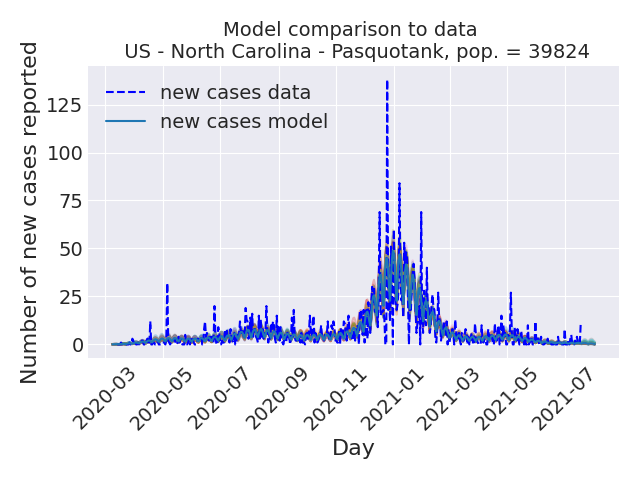 Model comparison to data
US - North Carolina - Pasquotank, pop. = 39824
new cases data
new cases model
Number of new cases reported
125
100
75
50
25
0
2020-03
2020-05
2020-07
2020-09
2020-11
2021-01
2021-03
2021-05
2021-07
Day